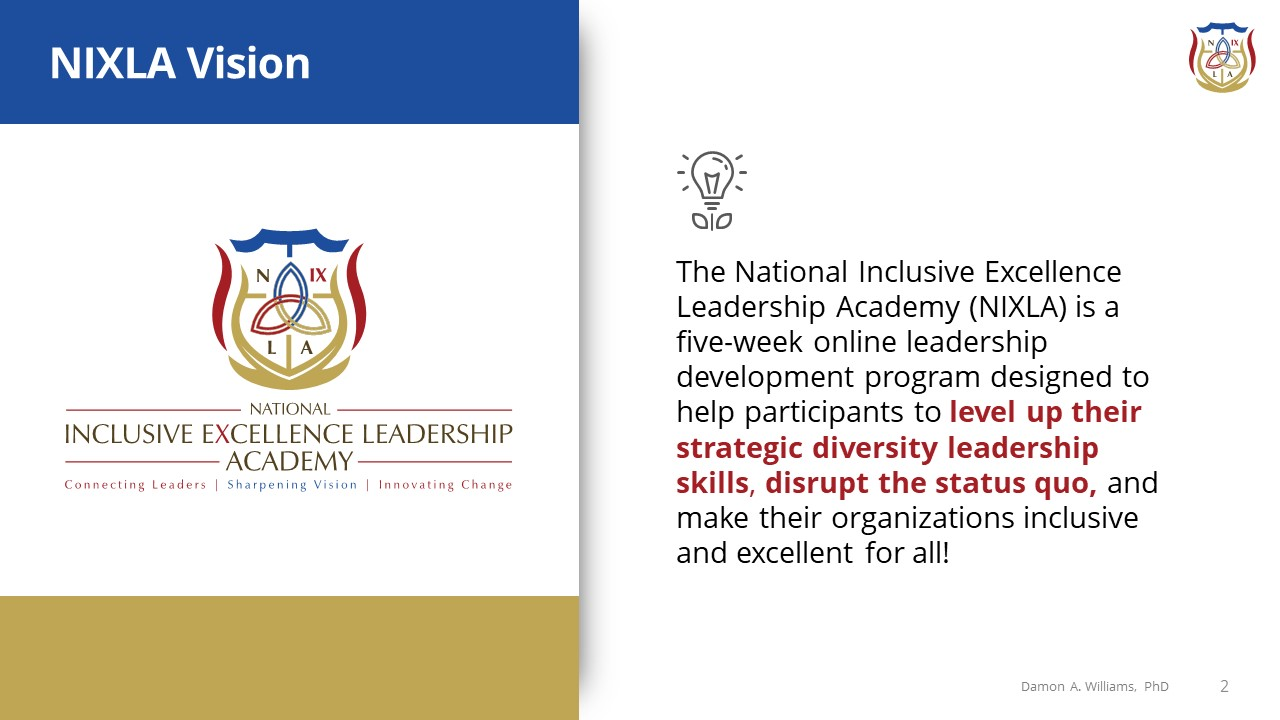 NIXLA Vision
N IX
L A
N IX
L A
NATIONAL
INCLUSIVE EXCELLENCE LEADERSHIP
ACADEMY
Connecting Leaders | Sharpening Vision | Innovating Change
The National Inclusive Excellence
Leadership Academy (NIXLA) is a
five-week online leadership
development program designed to
help participants to level up their
strategic diversity leadership
skills, disrupt the status quo, and
make their organizations inclusive
and excellent for all!
Damon A. Williams, PhD 2